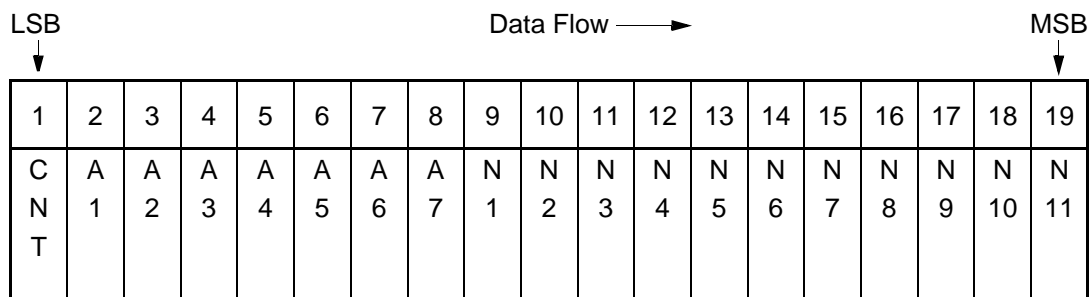 LSB Data Flow MSB
1 2 3 4 5 6 7 8 9 10 11 12 13 14 15 16 17 18 19
C A A A A A A A N N N N N N N N N N N
N 1 2 3 4 5 6 7 1 2 3 4 5 6 7 8 9 10 11
T